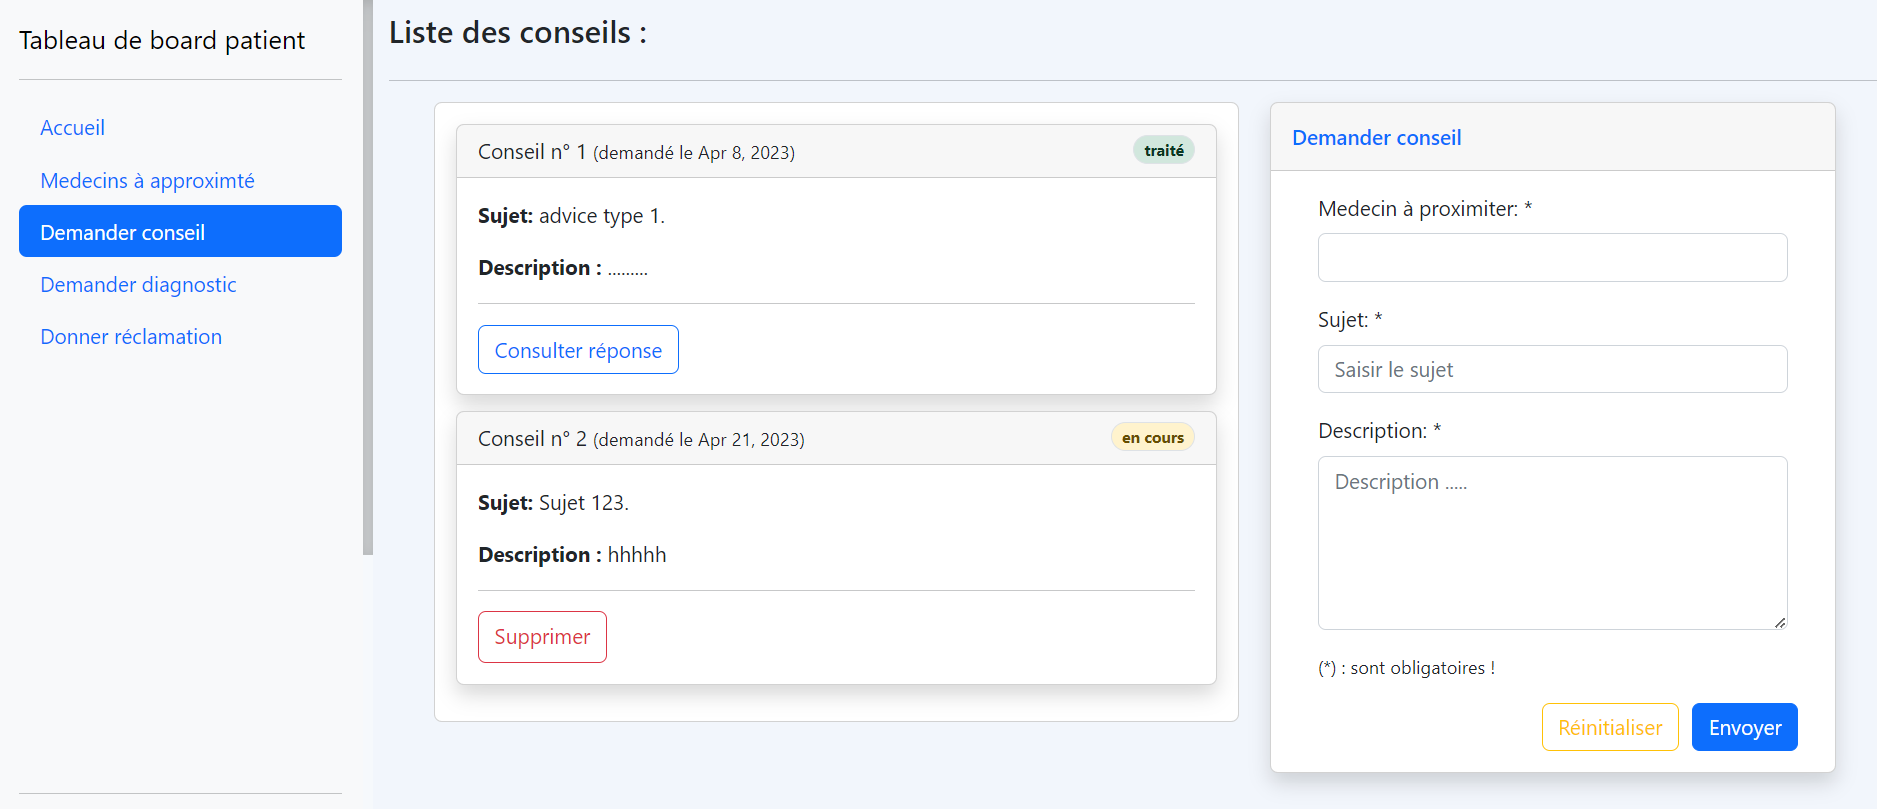 Tableau de board patient
Accueil
Medecins à approximté
Demander conseil
Demander diagnostic
Donner réclamation
Liste des conseils :
Conseil n° 1 (demandé le Apr 8, 2023)
traité
Sujet: advice type 1.
Description : .........
Consulter réponse
Conseil n° 2 (demandé le Apr 21, 2023)
en cours
Sujet: Sujet 123.
Description : hhhhh
Supprimer
Demander conseil
Medecin à proximiter: *
Sujet: *
Saisir le sujet
Description: *
Description .....
(*) : sont obligatoires !
Réinitialiser
Envoyer